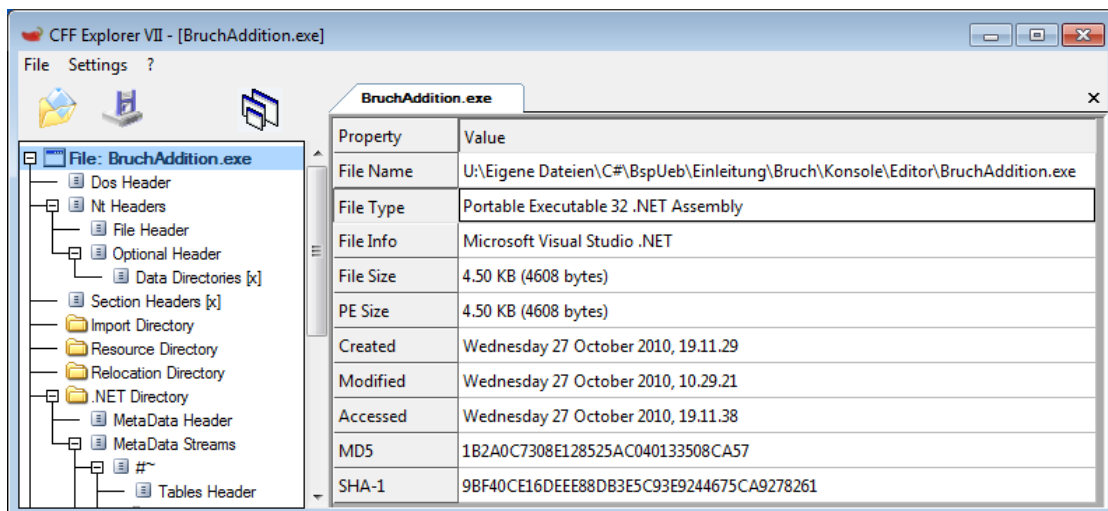 CFF Explorer VII - [BruchAddition.exe]
File Settings ?
BruchAddition.exe
File: BruchAddition.exe
Dos Header
Nt Headers
File Header
Optional Header
Data Directories [x]
Section Headers [x]
Import Directory
Resource Directory
Relocation Directory
.NET Directory
MetaData Header
MetaData Streams
#~
Tables Header
Property Value
File Name U:\Eigene Dateien\C#\BspUeb\Einleitung\Bruch\Konsole\Editor\BruchAddition.exe
File Type Portable Executable 32 .NET Assembly
File Info Microsoft Visual Studio .NET
File Size 4.50 KB (4608 bytes)
PE Size 4.50 KB (4608 bytes)
Created Wednesday 27 October 2010, 19.11.29
Modified Wednesday 27 October 2010, 10.29.21
Accessed Wednesday 27 October 2010, 19.11.38
MD5 1B2A0C7308E128525AC040133508CA57
SHA-1 9BF40CE16DEEE88DB3E5C93E9244675CA9278261